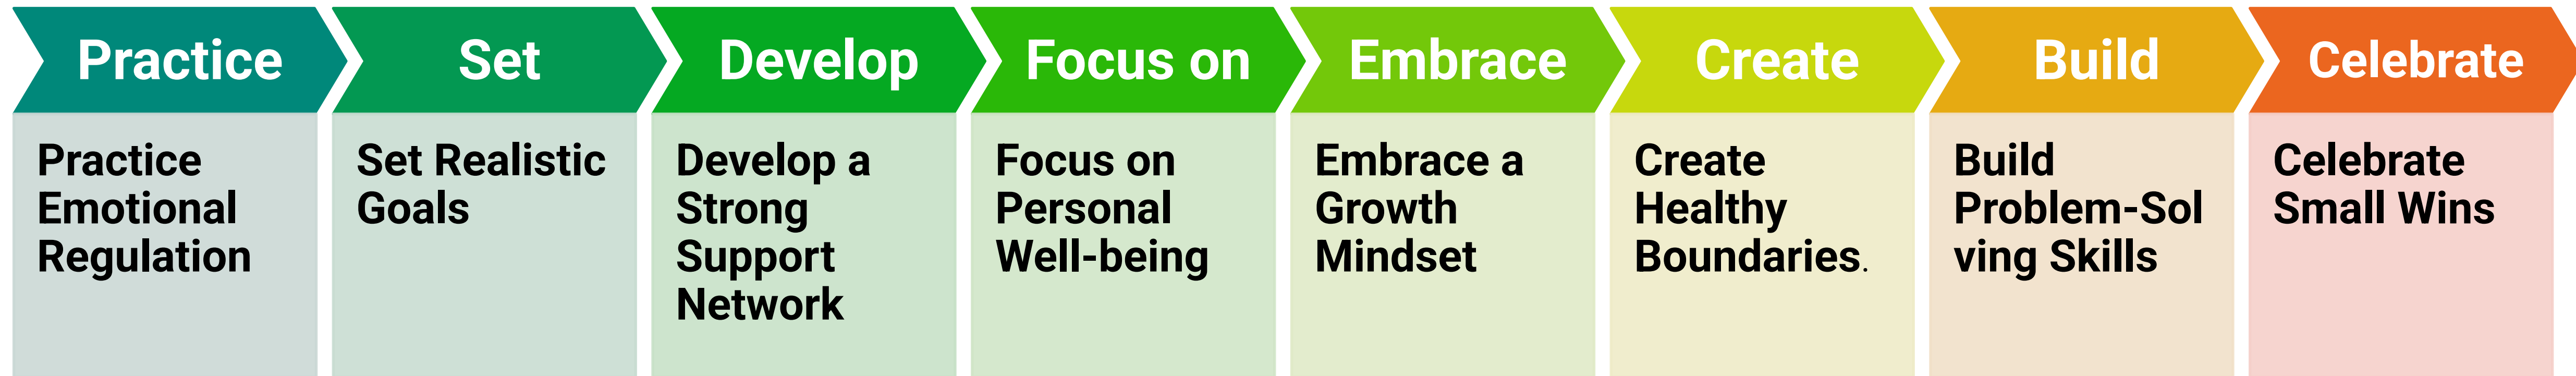 Practice
Set
Develop
Focus on
Embrace
Create
Build
Celebrate
Practice
Emotional
Regulation
Set Realistic
Goals
Develop a
Strong
Support
Network
Focus on
Personal
Well-being
Embrace a
Growth
Mindset
Create
Healthy
Boundaries.
Build
Problem-Sol
ving Skills
Celebrate
Small Wins